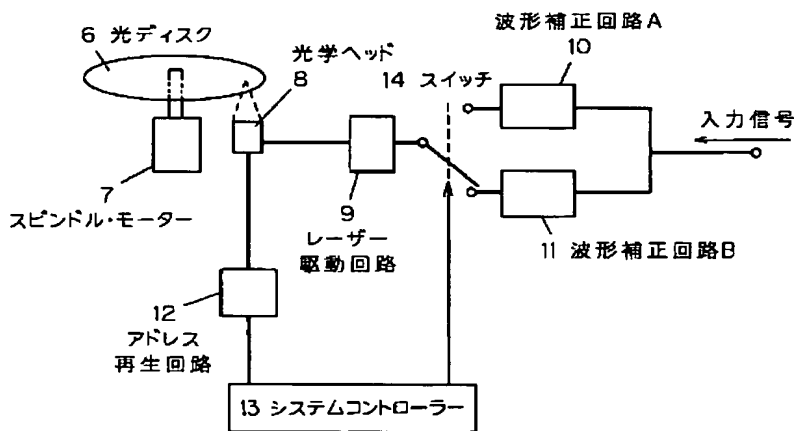 6 光ディスク
7
スピンドル・モーター
光学ヘッド
8
9
レーザー
駆動回路
14 スイッチ
波形補正回路A
10
入力信号
11 波形補正回路B
12
アドレス
再生回路
13 システムコントローラー